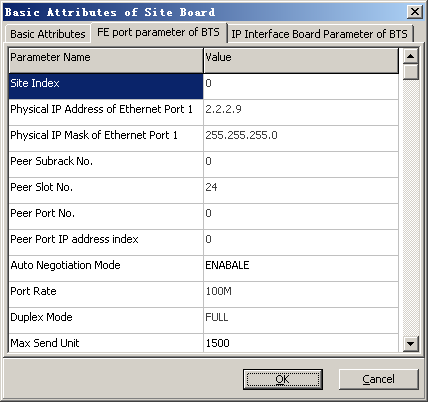 Basic Attributes of Site Board
Basic Attributes FE port parameter of BTS IP Interface Board Parameter of BTS
Parameter Name Value
Site Index 0
Physical IP Address of Ethernet Port 1 2.2.2.9
Physical IP Mask of Ethernet Port 1 255.255.255.0
Peer Subrack No. 0
Peer Slot No. 24
Peer Port No. 0
Peer Port IP address index 0
Auto Negotiation Mode ENABALE
Port Rate 100M
Duplex Mode FULL
Max Send Unit 1500
OK Cancel